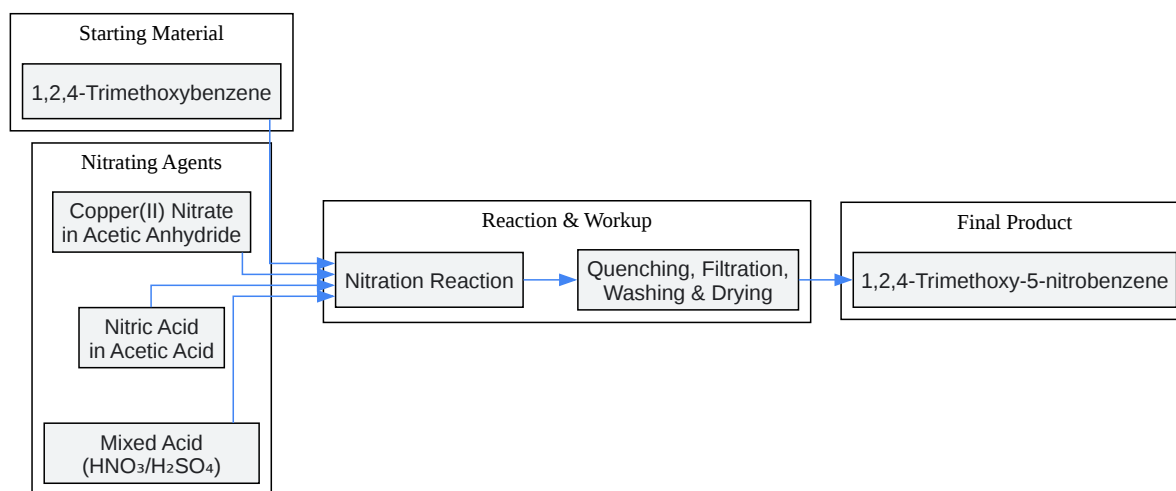 Starting Material
1,2,4-Trimethoxybenzene
Nitrating Agents
Copper(II) Nitrate
in Acetic Anhydride
Nitric Acid
in Acetic Acid
Mixed Acid
(HNO₃/H₂SO₄)
Reaction & Workup
Nitration Reaction
Quenching, Filtration,
Washing & Drying
Final Product
1,2,4-Trimethoxy-5-nitrobenzene